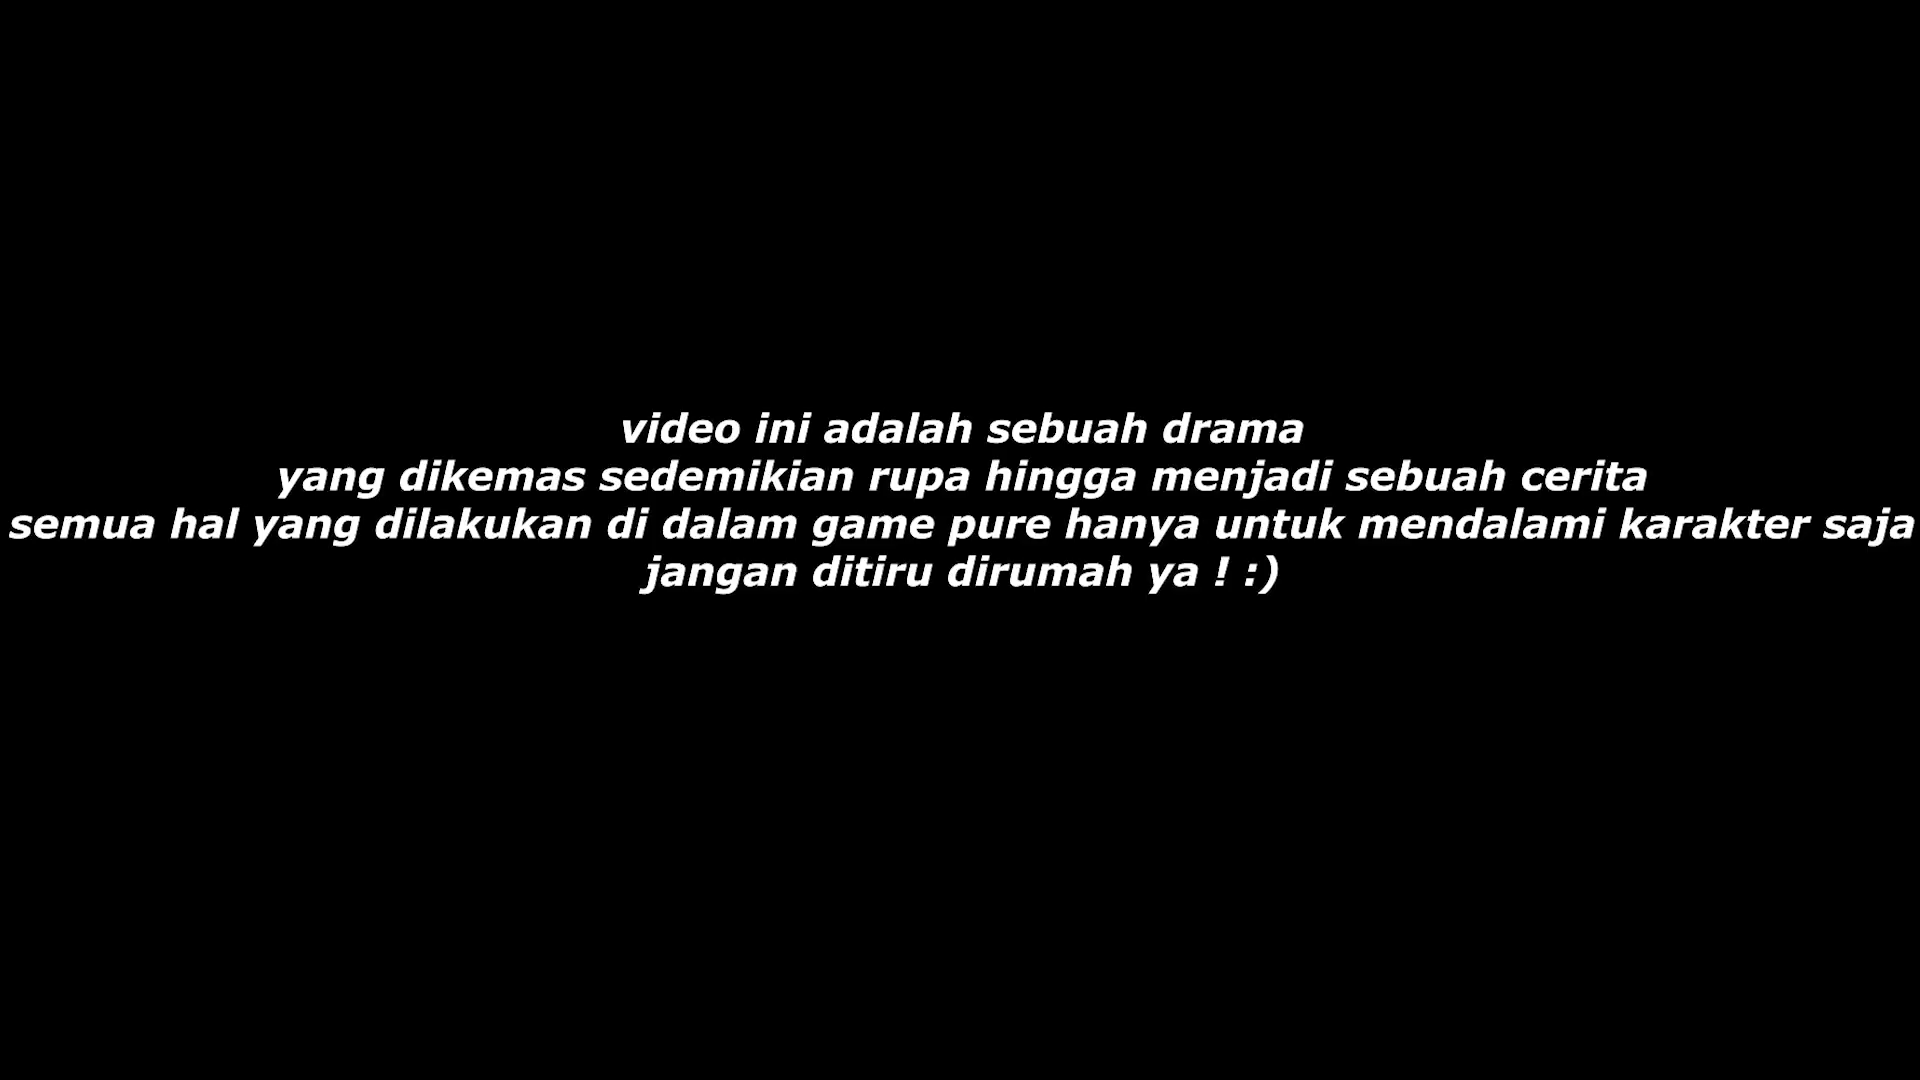 video ini adalah sebuah drama
yang dikemas sedemikian rupa hingga menjadi sebuah cerita
semua hal yang dilakukan di dalam game pure hanya untuk mendalami karakter saja
jangan ditiru dirumah ya ! :)